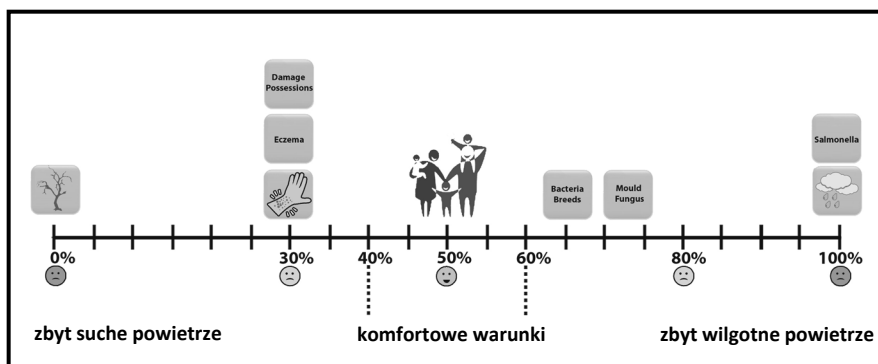 Damage
Possessions
Eczema
Salmonella
Bacteria
Breeds
Mould
Fungus
0%
30%
40%
50%
60%
80%
100%
zbyt suche powietrze
komfortowe warunki
zbyt wilgotne powietrze